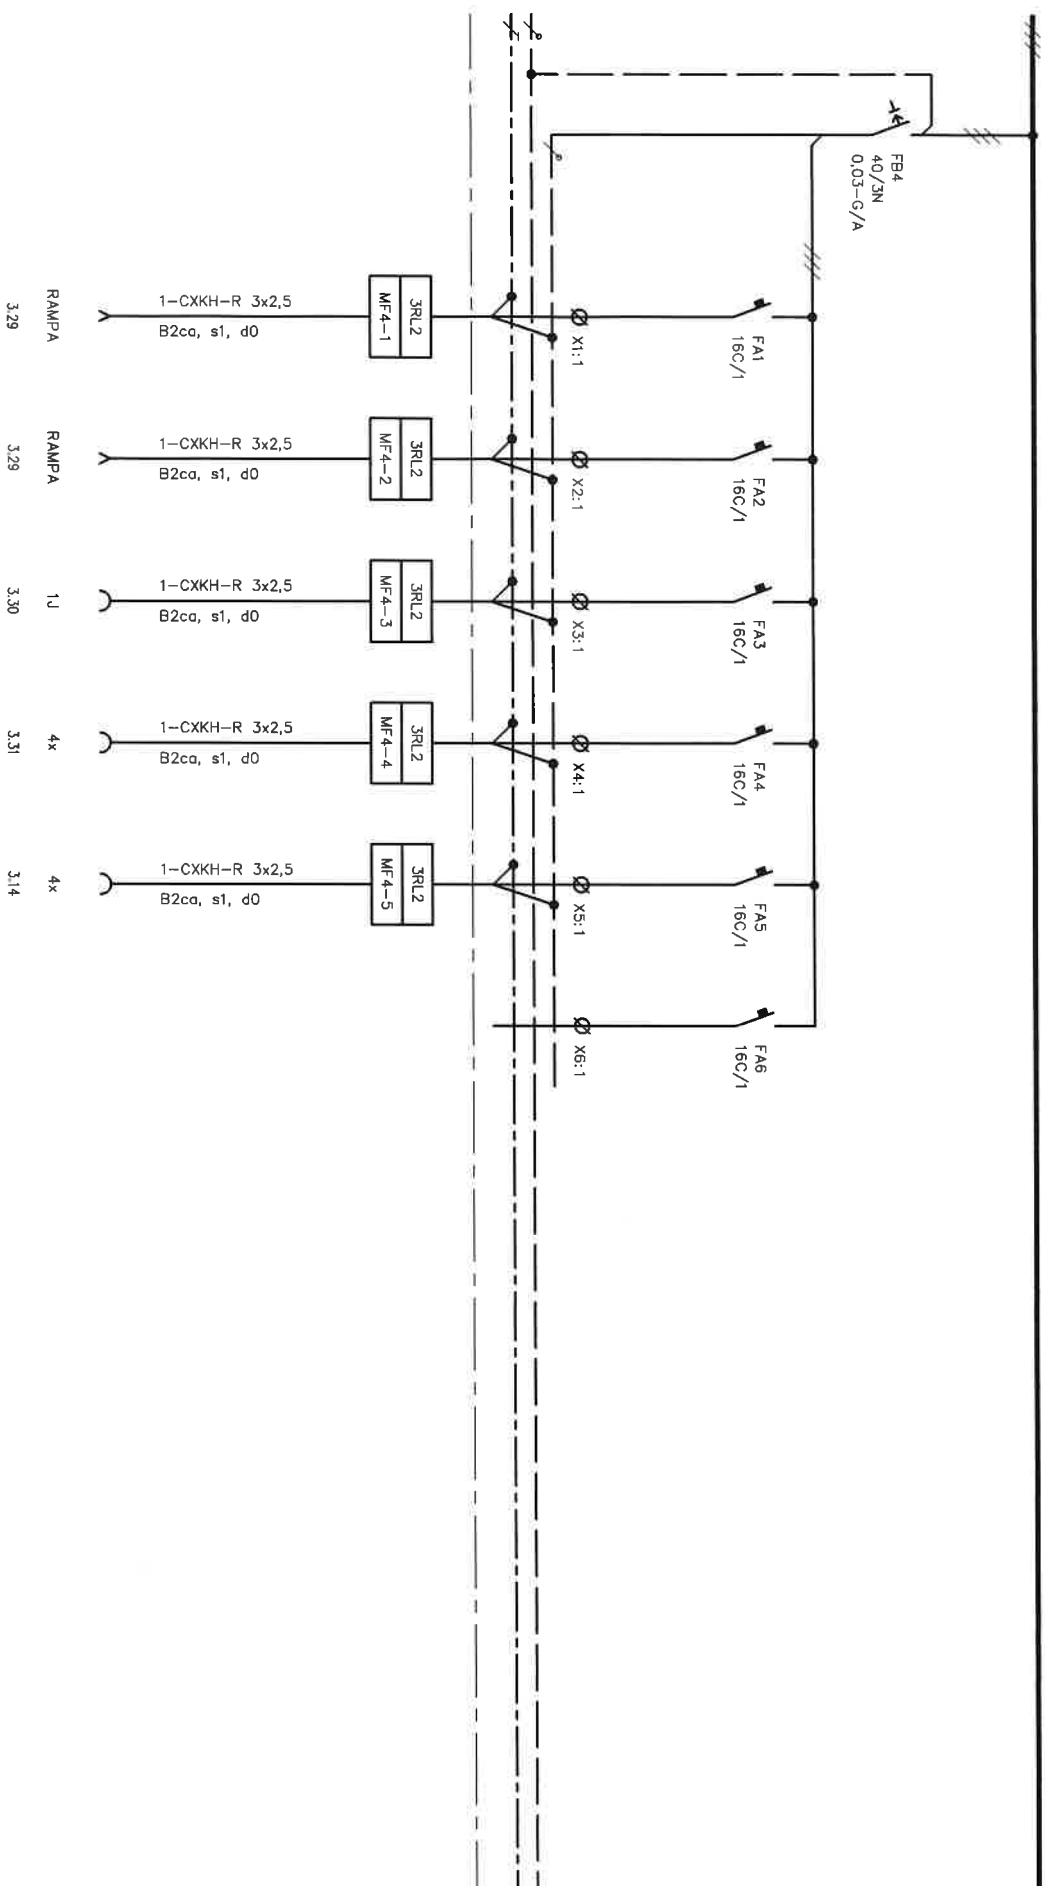 FB4
40/3N
0,03-G/A
FA1
16C/1
X1:1
3RL2
MF4-1
1-CXKH-R 3x2,5
B2ca, s1, d0
RAMPA
3.29
FA2
16C/1
X2:1
3RL2
MF4-2
1-CXKH-R 3x2,5
B2ca, s1, d0
RAMPA
3.29
FA3
16C/1
X3:1
3RL2
MF4-3
1-CXKH-R 3x2,5
B2ca, s1, d0
1J
3.30
FA4
16C/1
X4:1
3RL2
MF4-4
1-CXKH-R 3x2,5
B2ca, s1, d0
4x
3.31
FA5
16C/1
X5:1
3RL2
MF4-5
1-CXKH-R 3x2,5
B2ca, s1, d0
4x
3.14
FA6
16C/1
X6:1